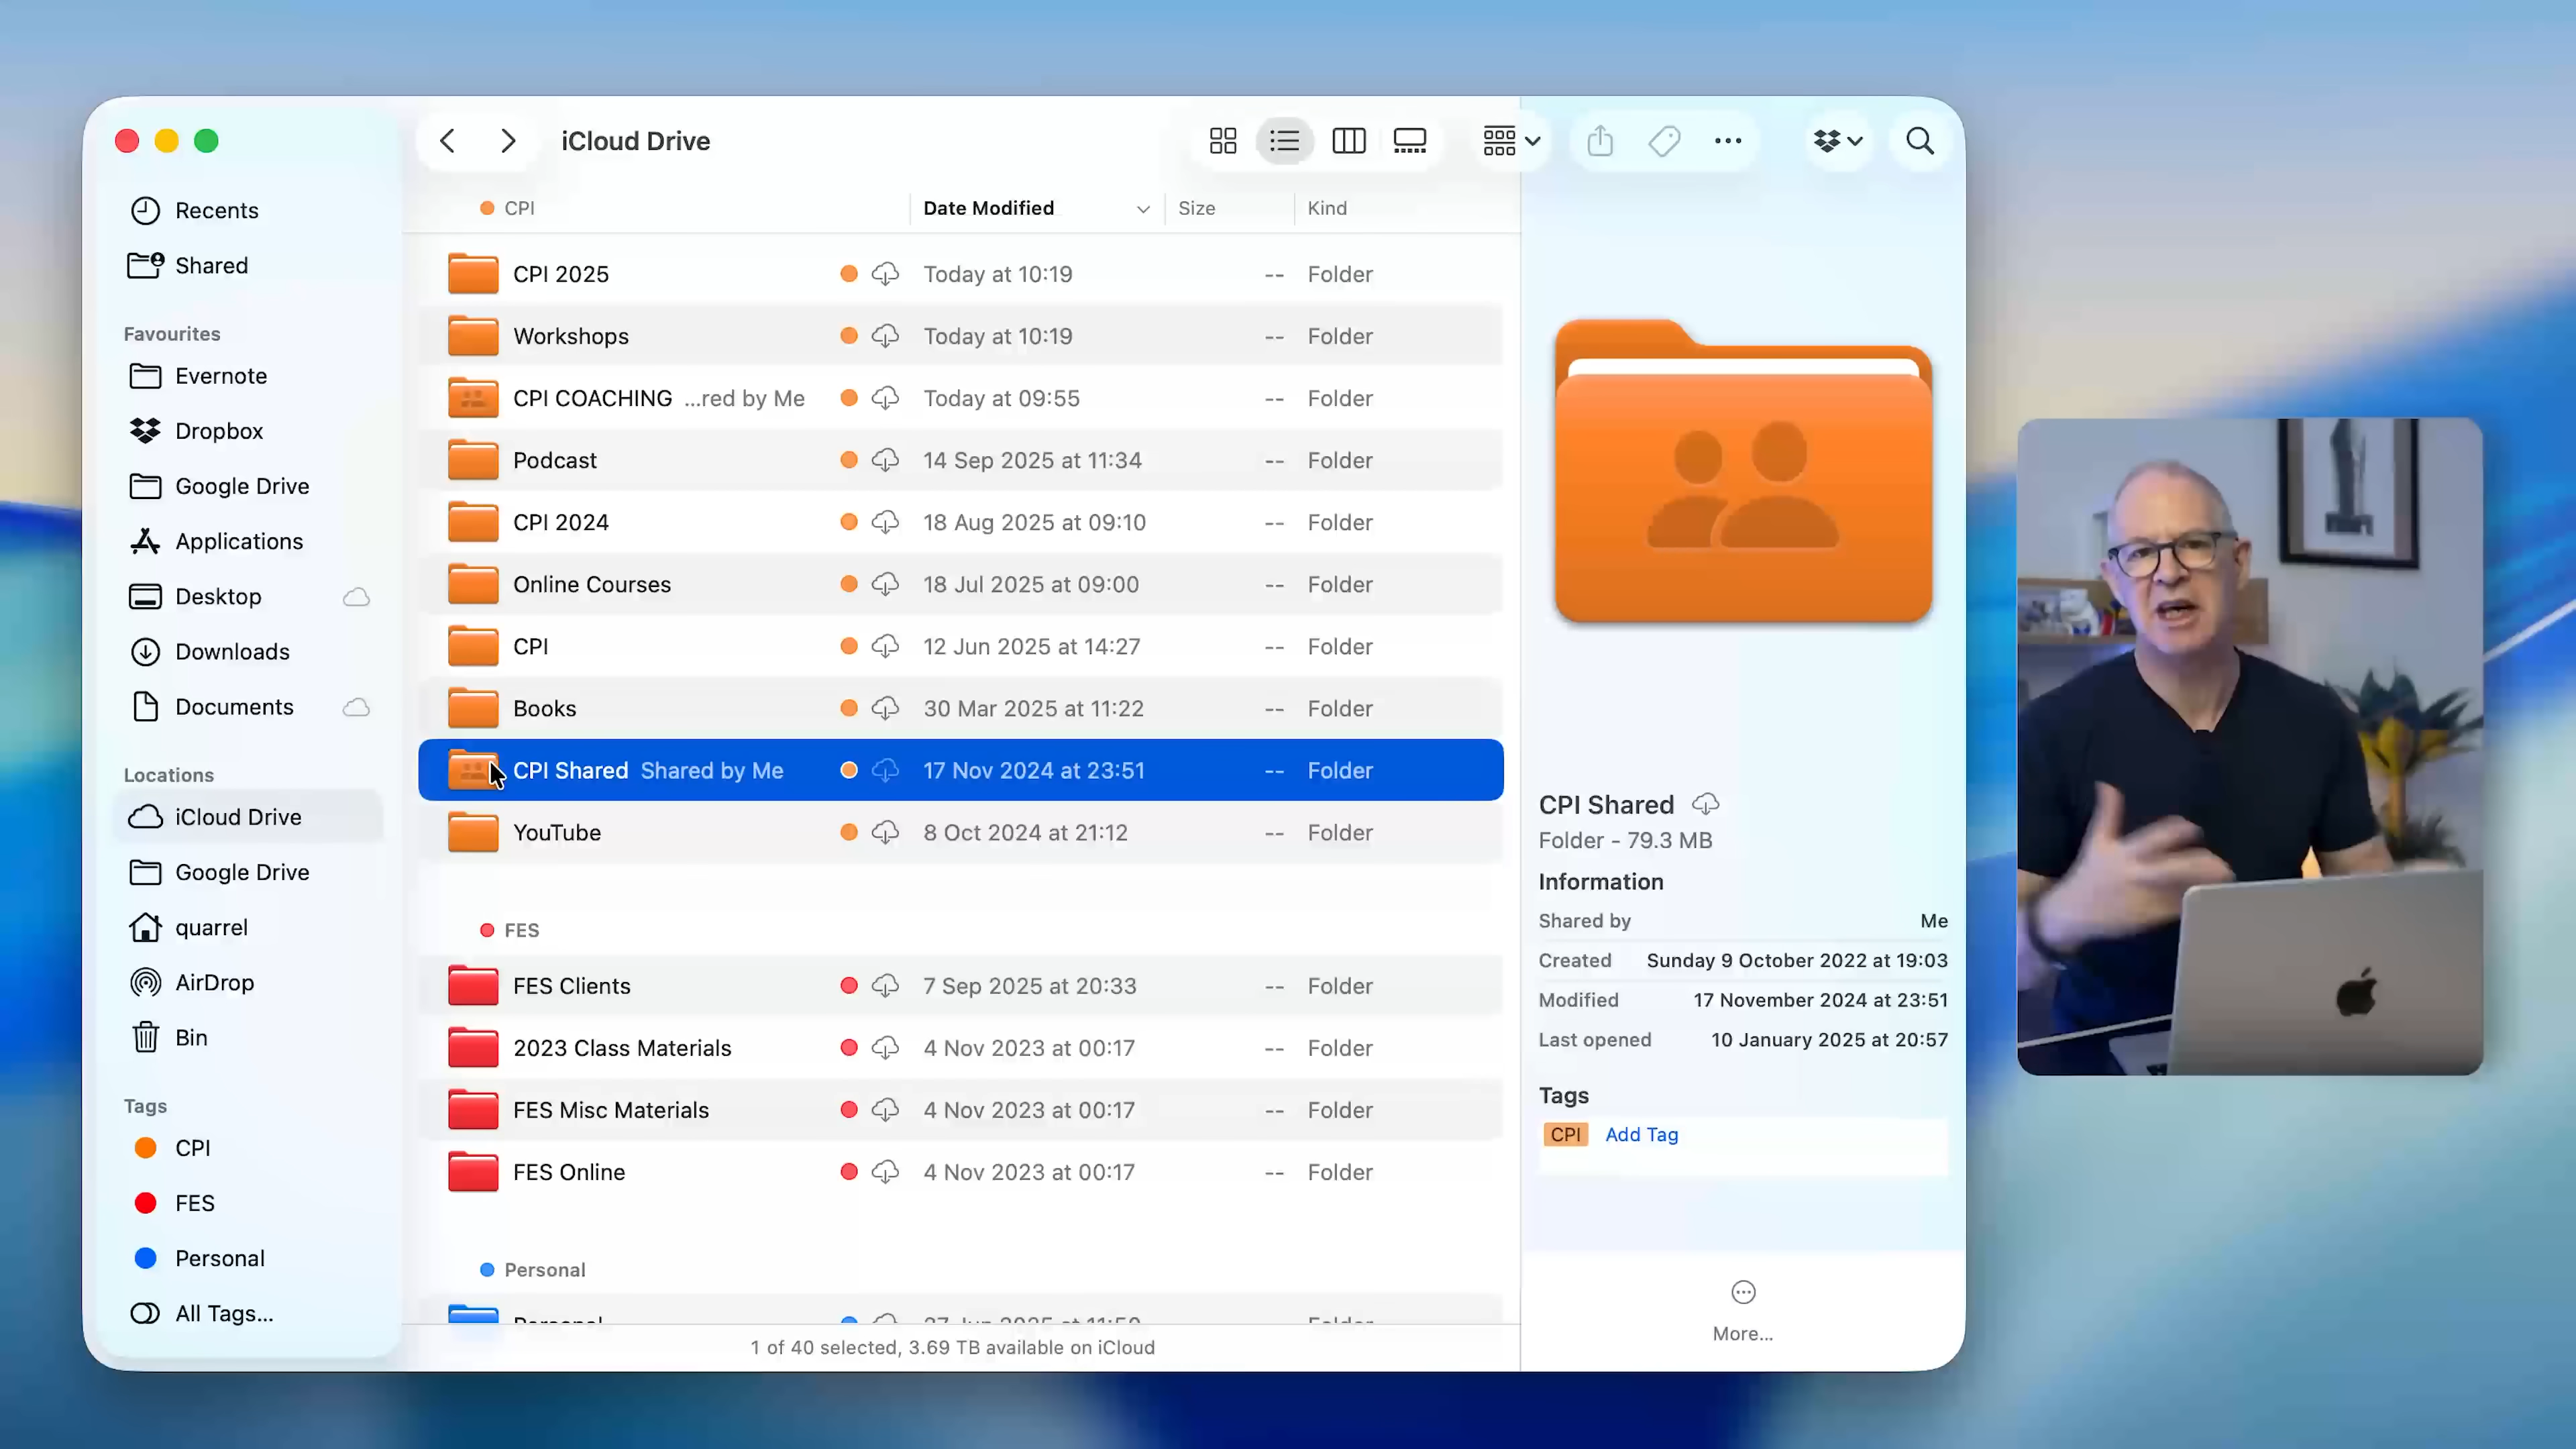 iCloud Drive
Recents
Shared
Favourites
Evernote
Dropbox
Google Drive
Applications
Desktop
Downloads
Documents
Locations
iCloud Drive
Google Drive
quarrel
AirDrop
Bin
Tags
CPI
FES
Personal
All Tags...
CPI Date Modified Size Kind
CPI 2025 Today at 10:19 -- Folder
Workshops Today at 10:19 -- Folder
CPI COACHING ...red by Me Today at 09:55 -- Folder
Podcast 14 Sep 2025 at 11:34 -- Folder
CPI 2024 18 Aug 2025 at 09:10 -- Folder
Online Courses 18 Jul 2025 at 09:00 -- Folder
CPI 12 Jun 2025 at 14:27 -- Folder
Books 30 Mar 2025 at 11:22 -- Folder
CPI Shared Shared by Me 17 Nov 2024 at 23:51 -- Folder
YouTube 8 Oct 2024 at 21:12 -- Folder
FES
FES Clients 7 Sep 2025 at 20:33 -- Folder
2023 Class Materials 4 Nov 2023 at 00:17 -- Folder
FES Misc Materials 4 Nov 2023 at 00:17 -- Folder
FES Online 4 Nov 2023 at 00:17 -- Folder
Personal
Personal 27 Jun 2025 at 11:50 -- Folder
1 of 40 selected, 3.69 TB available on iCloud
CPI Shared
Folder - 79.3 MB
Information
Shared by Me
Created Sunday 9 October 2022 at 19:03
Modified 17 November 2024 at 23:51
Last opened 10 January 2025 at 20:57
Tags
CPI Add Tag
More...